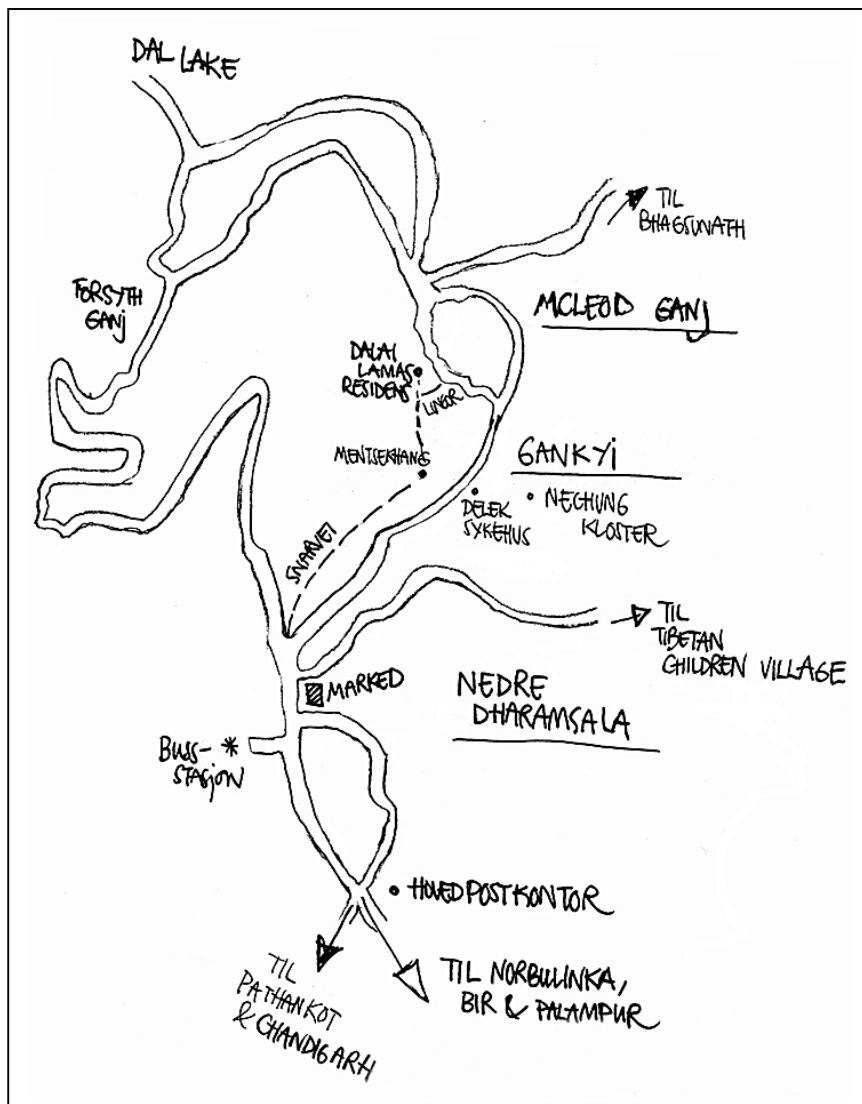 DAL LAKE
TIL
BHAGSUNATH
FORSYTH
GANJ
MCLEOD GANJ
DALAI
LAMAS
RESIDENS
LINGOR
MENTSEKHANG
GANKYI
DELEK
SYKEHUS
NECHUNG
KLOSTER
SNARVEI
TIL
TIBETAN
CHILDREN VILLAGE
MARKED
NEDRE
DHARAMSALA
BUSS-
STASJON
HOVEDPOSTKONTOR
TIL
PATHANKOT
& CHANDIGARH
TIL NORBULINKA,
BIR & PALAMPUR